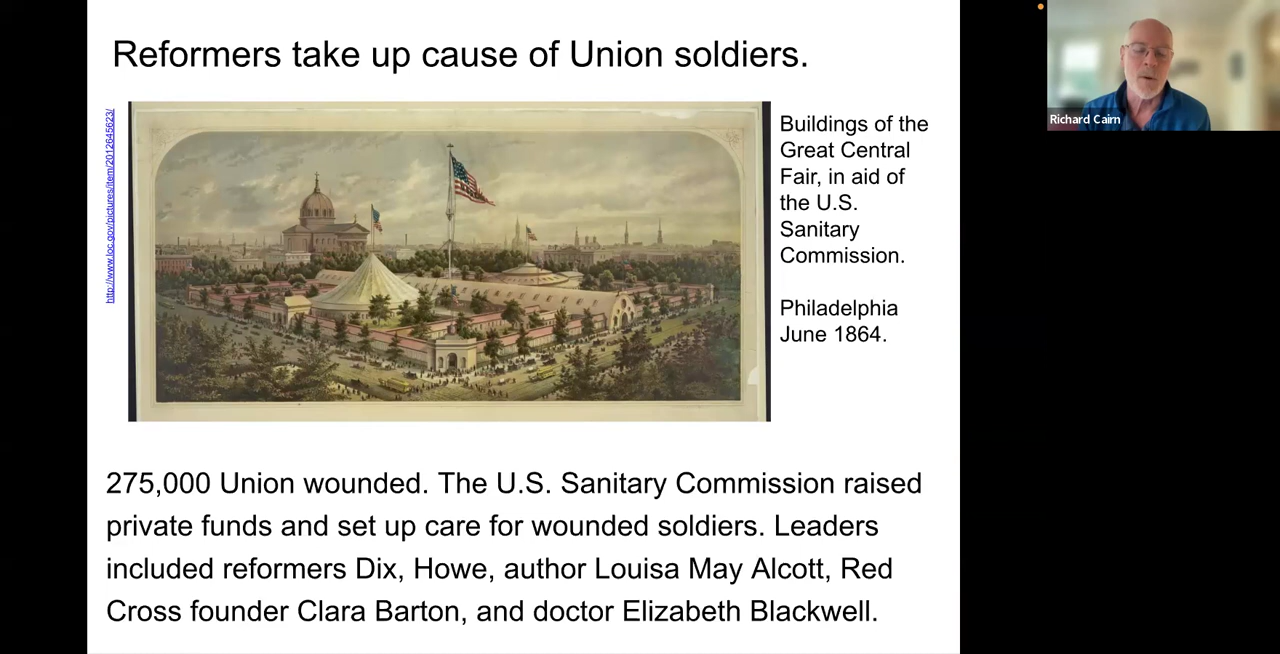 Reformers take up cause of Union soldiers.
http://www.loc.gov/pictures/item/2012645623/
Buildings of the
Great Central
Fair, in aid of
the U.S.
Sanitary
Commission.
Philadelphia
June 1864.
275,000 Union wounded. The U.S. Sanitary Commission raised
private funds and set up care for wounded soldiers. Leaders
included reformers Dix, Howe, author Louisa May Alcott, Red
Cross founder Clara Barton, and doctor Elizabeth Blackwell.
Richard Cairn